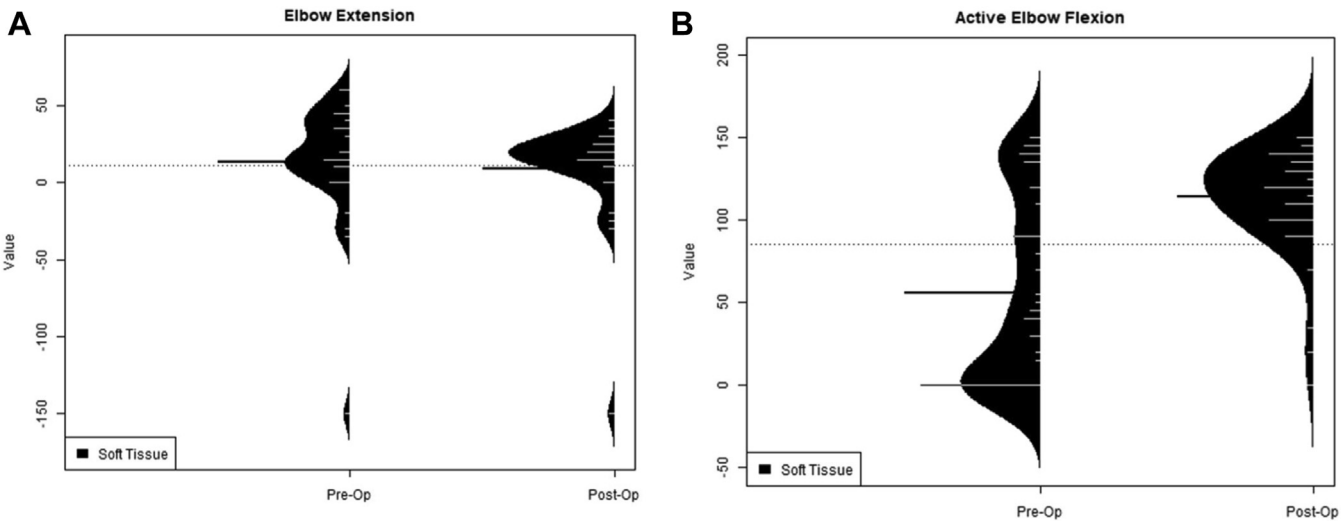 A
Elbow Extension
Value
50
0
-50
-100
-150
Soft Tissue
Pre-Op
Post-Op
B
Active Elbow Flexion
Value
200
150
100
50
0
-50
Soft Tissue
Pre-Op
Post-Op